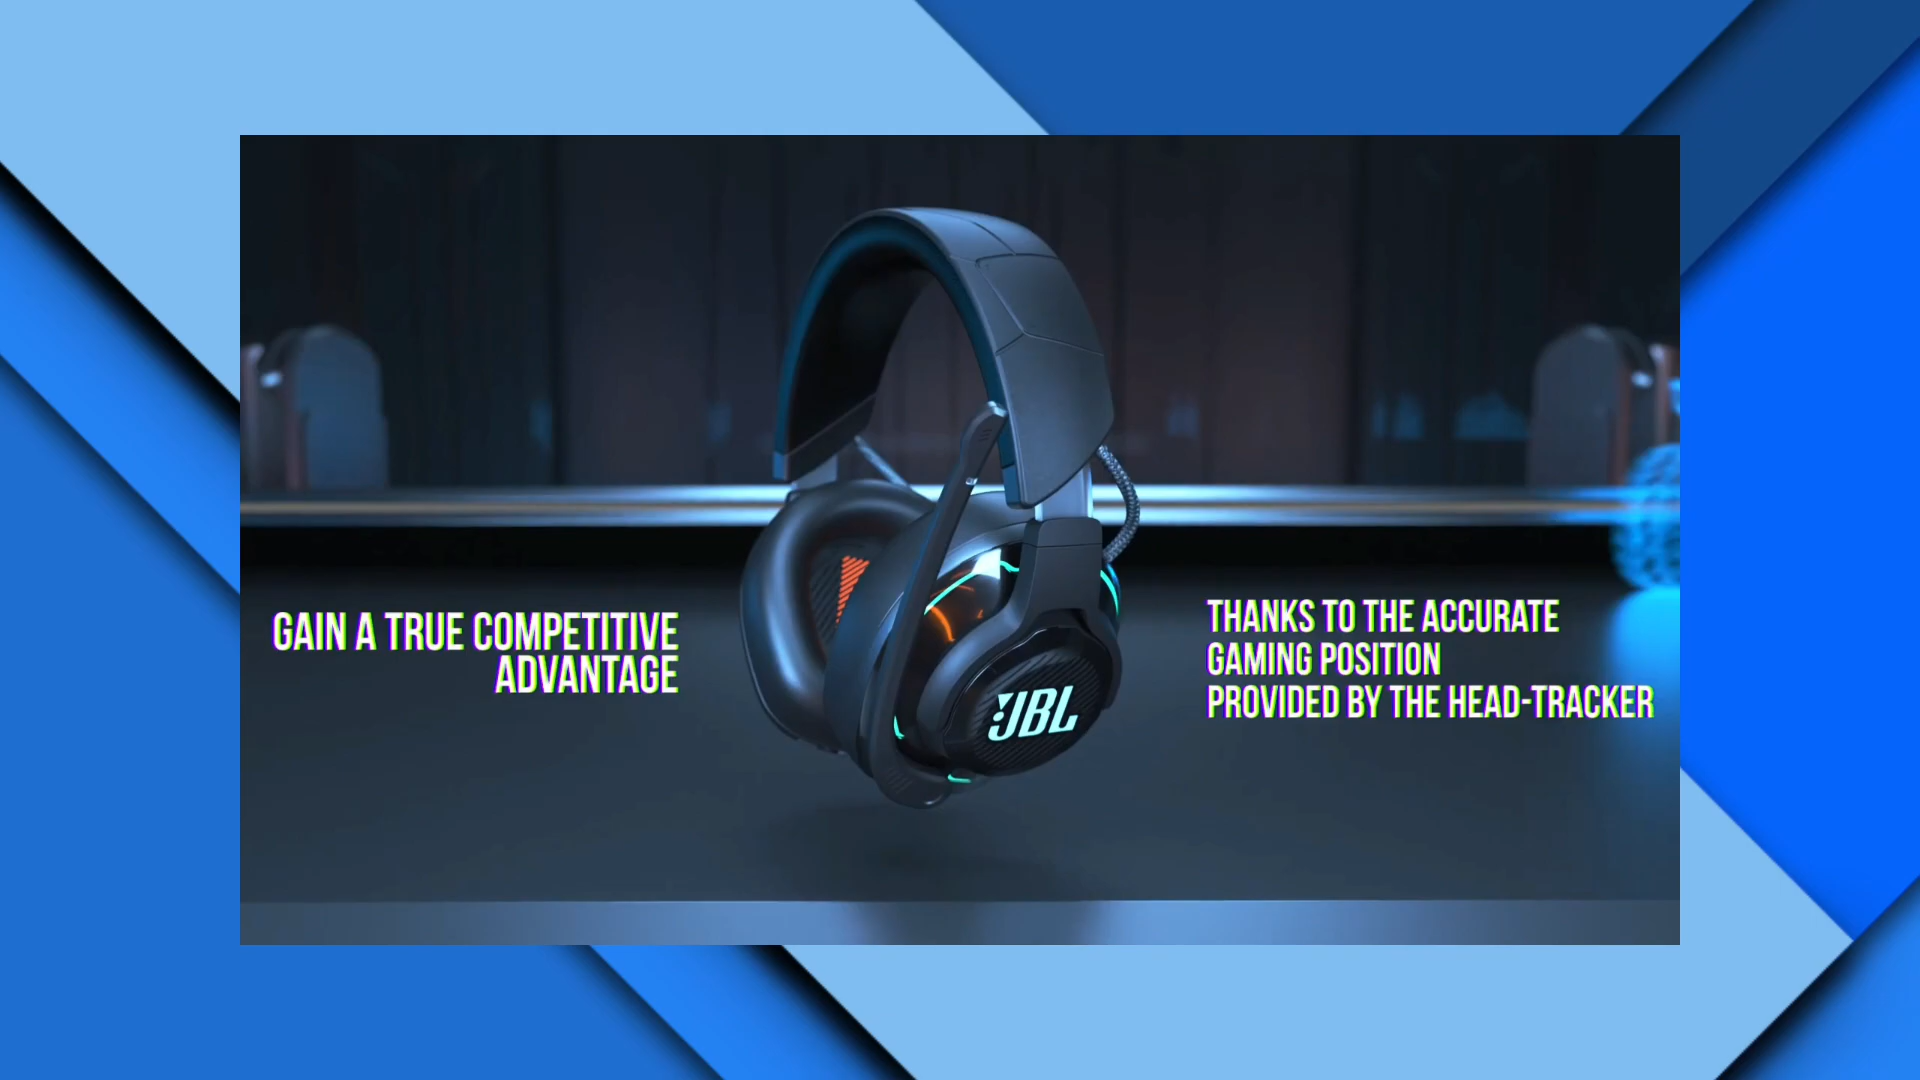 GAIN A TRUE COMPETITIVE
ADVANTAGE
THANKS TO THE ACCURATE
GAMING POSITION
PROVIDED BY THE HEAD-TRACKER
JBL